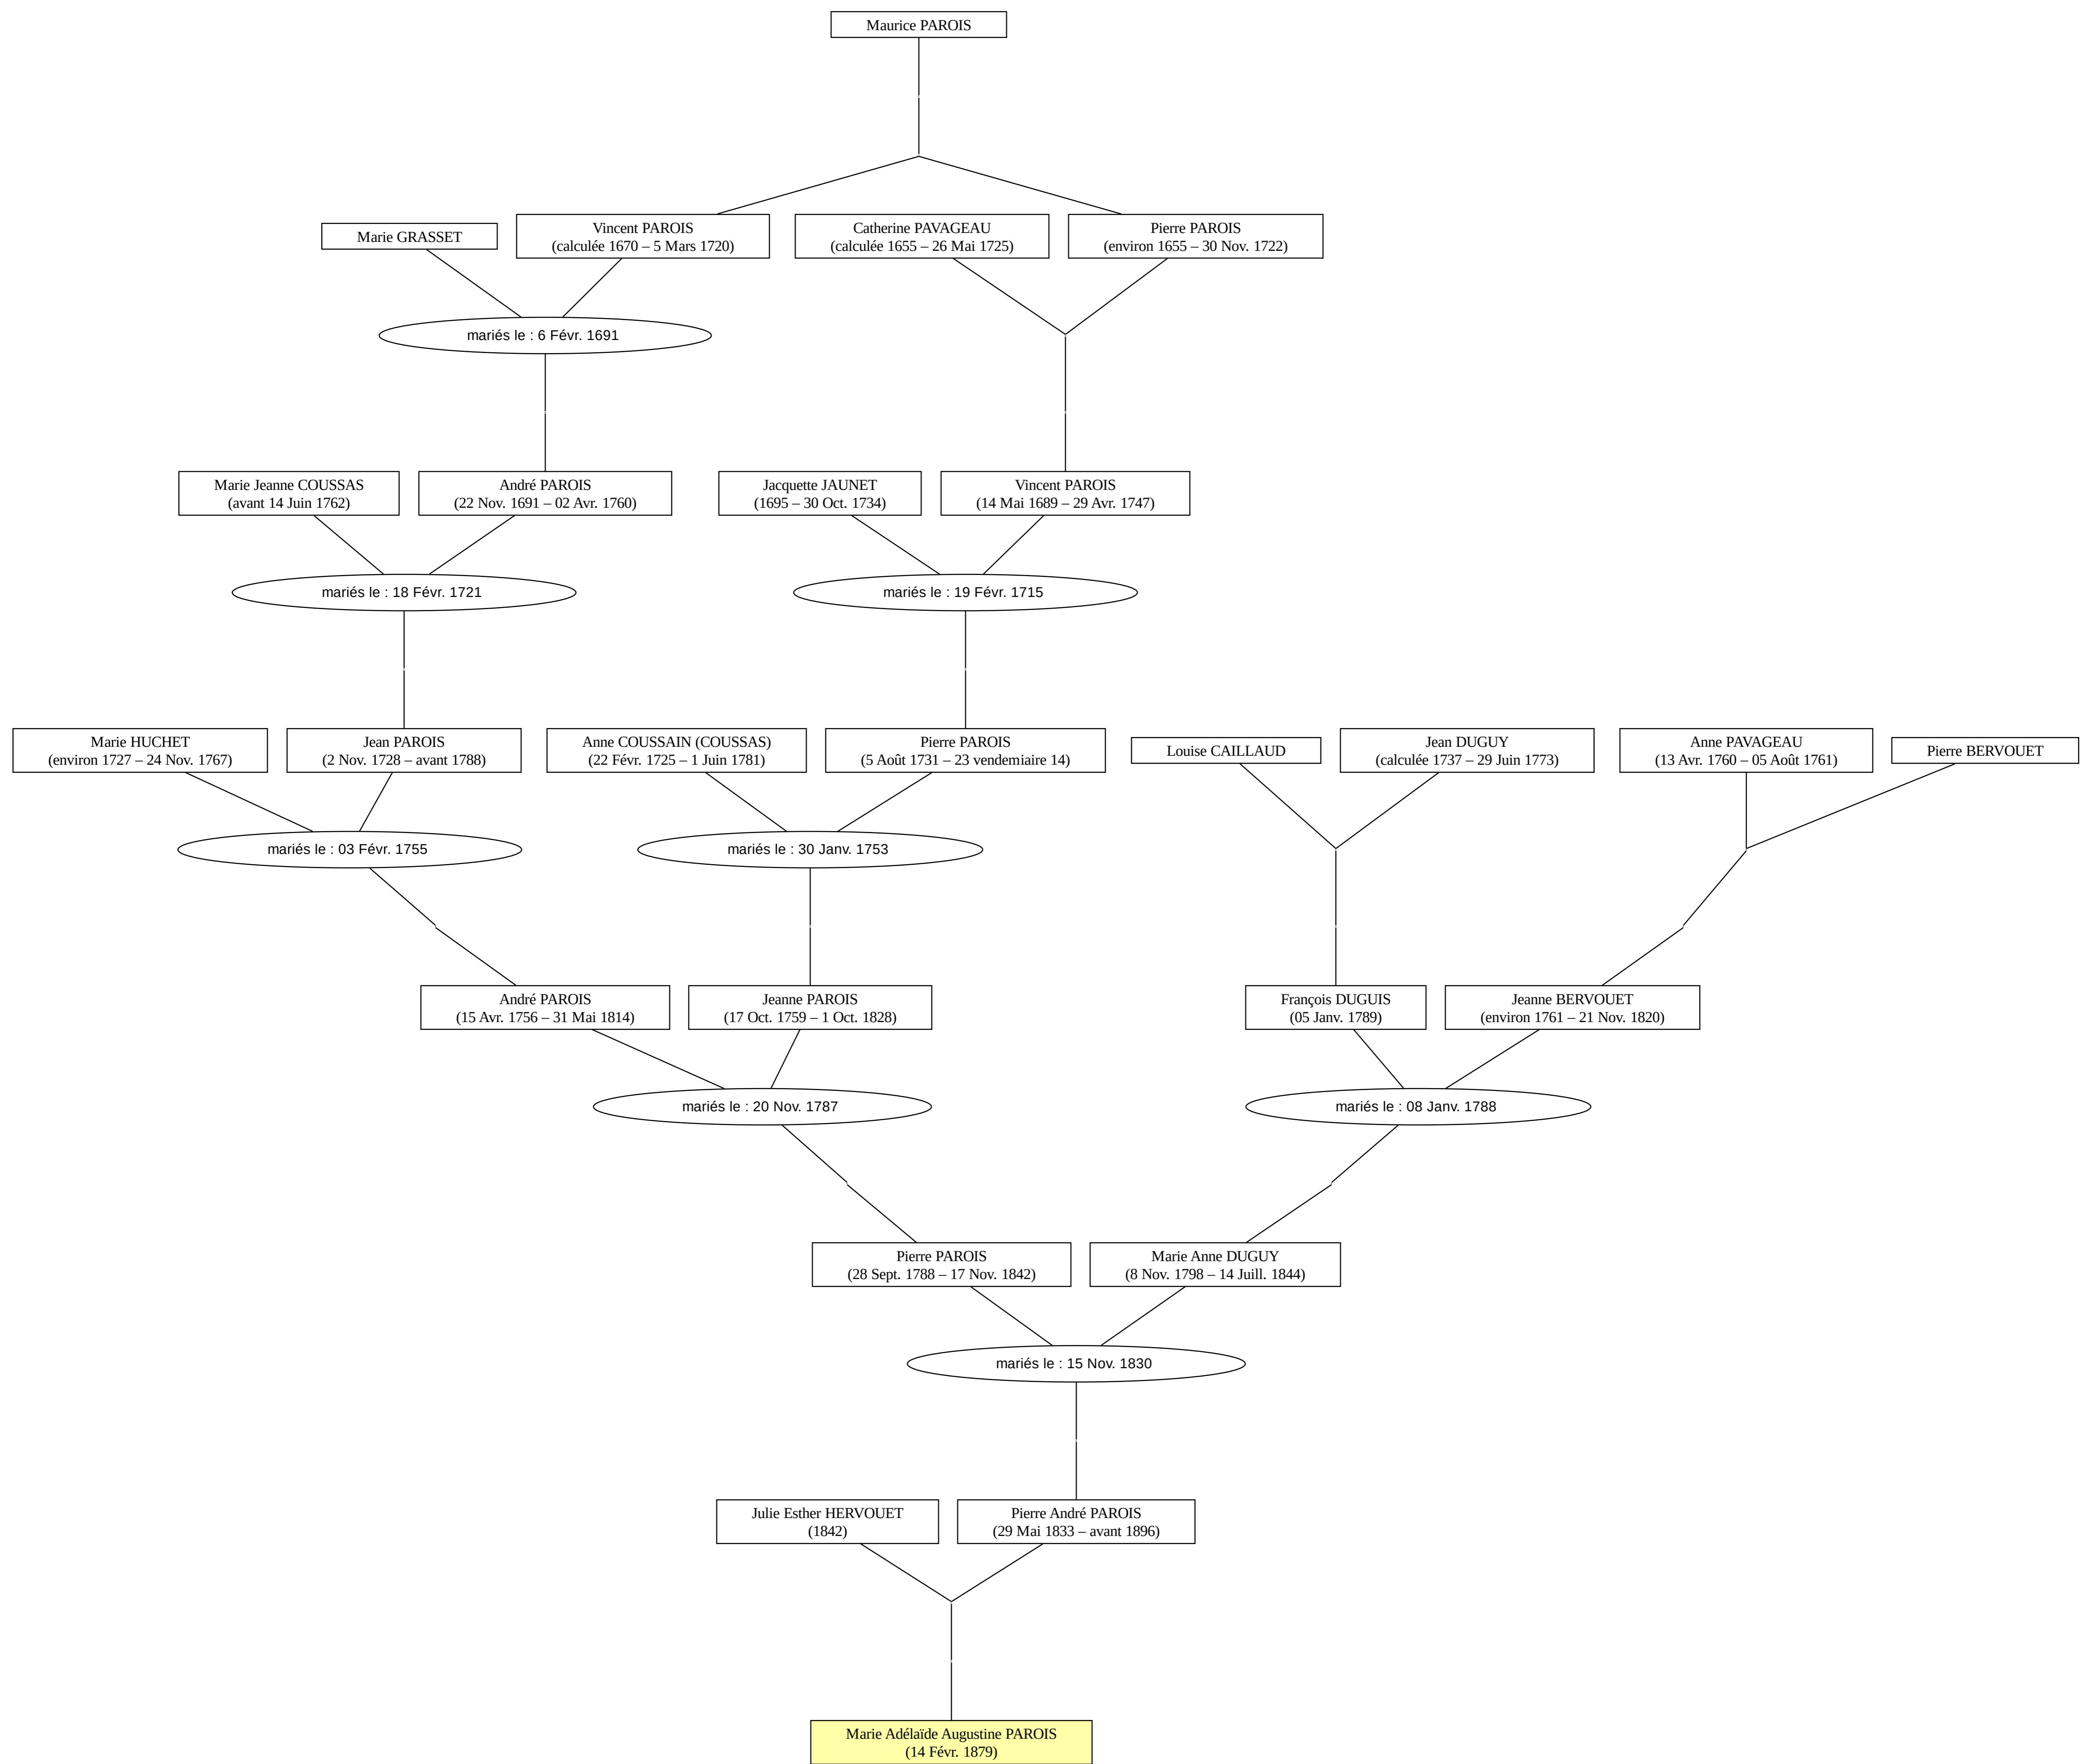 Maurice PAROIS
Marie GRASSET
Vincent PAROIS
(calculée 1670 – 5 Mars 1720)
Catherine PAVAGEAU
(calculée 1655 – 26 Mai 1725)
Pierre PAROIS
(environ 1655 – 30 Nov. 1722)
mariés le : 6 Févr. 1691
Marie Jeanne COUSSAS
(avant 14 Juin 1762)
André PAROIS
(22 Nov. 1691 – 02 Avr. 1760)
Jacquette JAUNET
(1695 – 30 Oct. 1734)
Vincent PAROIS
(14 Mai 1689 – 29 Avr. 1747)
mariés le : 18 Févr. 1721
mariés le : 19 Févr. 1715
Marie HUCHET
(environ 1727 – 24 Nov. 1767)
Jean PAROIS
(2 Nov. 1728 – avant 1788)
Anne COUSSAIN (COUSSAS)
(22 Févr. 1725 – 1 Juin 1781)
Pierre PAROIS
(5 Août 1731 – 23 vendemiaire 14)
Louise CAILLAUD
Jean DUGUY
(calculée 1737 – 29 Juin 1773)
Anne PAVAGEAU
(13 Avr. 1760 – 05 Août 1761)
Pierre BERVOUET
mariés le : 03 Févr. 1755
mariés le : 30 Janv. 1753
André PAROIS
(15 Avr. 1756 – 31 Mai 1814)
Jeanne PAROIS
(17 Oct. 1759 – 1 Oct. 1828)
François DUGUIS
(05 Janv. 1789)
Jeanne BERVOUET
(environ 1761 – 21 Nov. 1820)
mariés le : 20 Nov. 1787
mariés le : 08 Janv. 1788
Pierre PAROIS
(28 Sept. 1788 – 17 Nov. 1842)
Marie Anne DUGUY
(8 Nov. 1798 – 14 Juill. 1844)
mariés le : 15 Nov. 1830
Julie Esther HERVOUET
(1842)
Pierre André PAROIS
(29 Mai 1833 – avant 1896)
Marie Adélaïde Augustine PAROIS
(14 Févr. 1879)